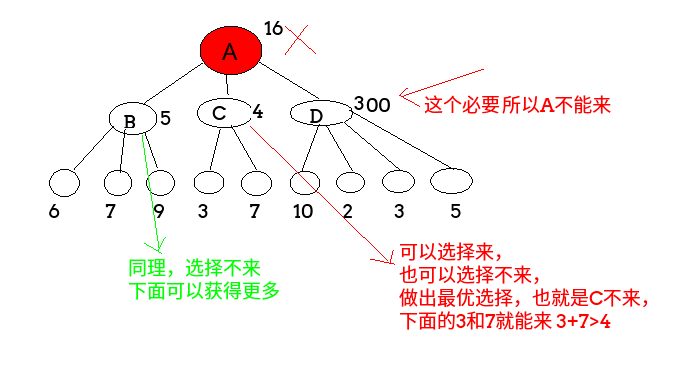 16
A
300
这个必要所以A不能来
B
5
C
4
D
6
7
9
3
7
10
2
3
5
同理，选择不来
下面可以获得更多
可以选择来，
也可以选择不来，
做出最优选择，也就是C不来，
下面的3和7就能来 3+7>4